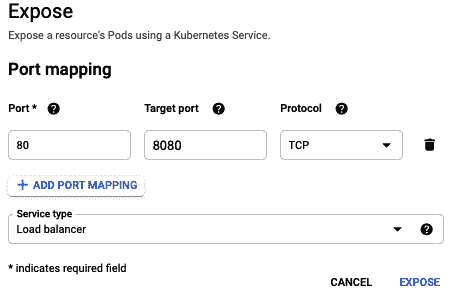 Expose
Expose a resource's Pods using a Kubernetes Service.
Port mapping
Port * Target port Protocol
80 8080 TCP
+ ADD PORT MAPPING
Service type
Load balancer
* indicates required field
CANCEL EXPOSE